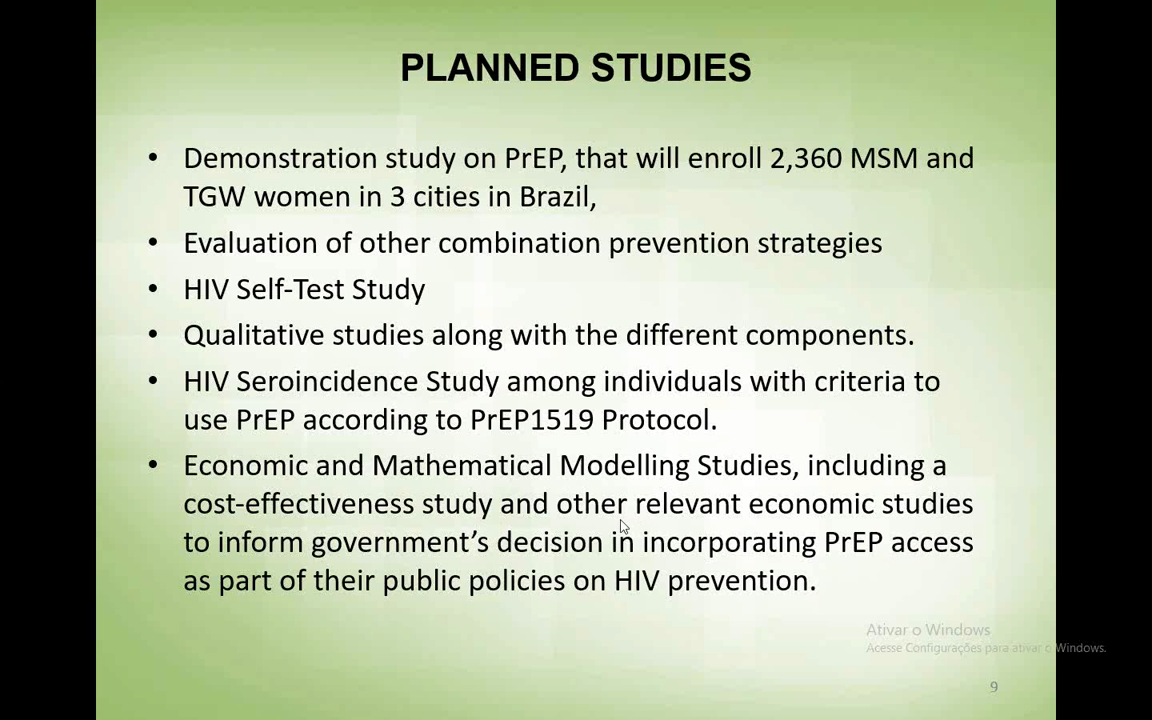 PLANNED STUDIES
• Demonstration study on PrEP, that will enroll 2,360 MSM and
TGW women in 3 cities in Brazil,
• Evaluation of other combination prevention strategies
• HIV Self-Test Study
• Qualitative studies along with the different components.
• HIV Seroincidence Study among individuals with criteria to
use PrEP according to PrEP1519 Protocol.
• Economic and Mathematical Modelling Studies, including a
cost-effectiveness study and other relevant economic studies
to inform government’s decision in incorporating PrEP access
as part of their public policies on HIV prevention.
Ativar o Windows
Acesse Configurações para ativar o Windows.
9